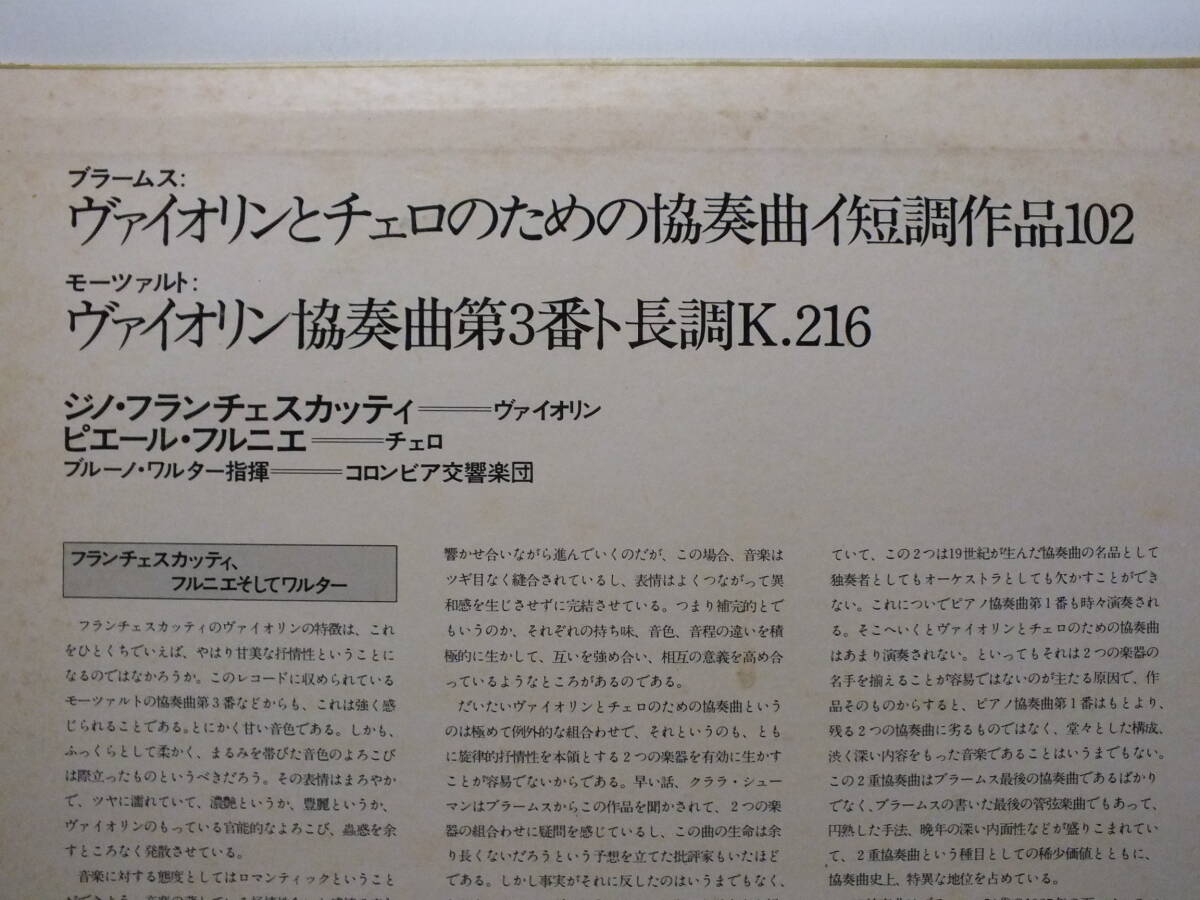 ブラームス:
ヴァイオリンとチェロのための協奏曲イ短調作品102
モーツァルト:
ヴァイオリン協奏曲第3番ト長調K.216
ジノ・フランチェスカッティ━━━ヴァイオリン
ピエール・フルニエ━━━チェロ
ブルーノ・ワルター指揮━━━コロンビア交響楽団
フランチェスカッティ、
フルニエそしてワルター
フランチェスカッティのヴァイオリンの特徴は、これ
をひとくちでいえば、やはり甘美な抒情性ということに
なるのではなかろうか。このレコードに収められている
モーツァルトの協奏曲第3番などからも、これは強く感
じられることである。とにかく甘い音色である。しかも、
ふっくらとして柔かく、まるみを帯びた音色のよろこび
は際立ったものというべきだろう。その表情はまろやか
で、ツヤに濡れていて、濃艶というか、豊麗というか、
ヴァイオリンのもっている官能的なよろこび、蠱惑を余
すところなく発散させている。
音楽に対する態度としてはロマンティックということ
響かせ合いながら進んでいくのだが、この場合、音楽は
ツギ目なく縫合されているし、表情はよくつながって異
和感を生じさせずに完結させている。つまり補完的とで
もいうのか、それぞれの持ち味、音色、音程の違いを積
極的に生かして、互いを強め合い、相互の意義を高め合
っているようなところがあるのである。
だいたいヴァイオリンとチェロのための協奏曲という
のは極めて例外的な組合わせで、それというのも、とも
に旋律的抒情性を本領とする2つの楽器を有効に生かす
ことが容易でないからである。早い話、クララ・シュー
マンはブラームスからこの作品を聞かされて、2つの楽
器の組合わせに疑問を感じているし、この曲の生命は余
り長くないだろうという予想を立てた批評家もいたほど
である。しかし事実がそれに反したのはいうまでもなく、
ていて、この2つは19世紀が生んだ協奏曲の名品として
独奏者としてもオーケストラとしても欠かすことができ
ない。これについでピアノ協奏曲第1番も時々演奏され
る。そこへいくとヴァイオリンとチェロのための協奏曲
はあまり演奏されない。といってもそれは2つの楽器の
名手を揃えることが容易ではないのが主たる原因で、作
品そのものからすると、ピアノ協奏曲第1番はもとより、
残る2つの協奏曲に劣るものではなく、堂々とした構成、
渋く深い内容をもった音楽であることはいうまでもない。
この2重協奏曲はブラームス最後の協奏曲であるばかり
でなく、ブラームスの書いた最後の管弦楽曲でもあって、
円熟した手法、晩年の深い内面性などが盛りこまれてい
て、2重協奏曲という種目としての稀少価値とともに、
協奏曲史上、特異な地位を占めている。